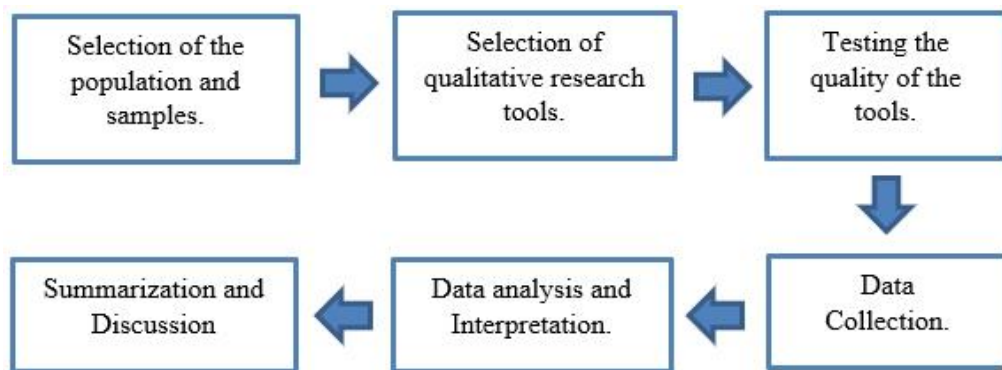 Selection of the
population and
samples.
Selection of
qualitative research
tools.
Testing the
quality of the
tools.
Data
Collection.
Data analysis and
Interpretation.
Summarization and
Discussion